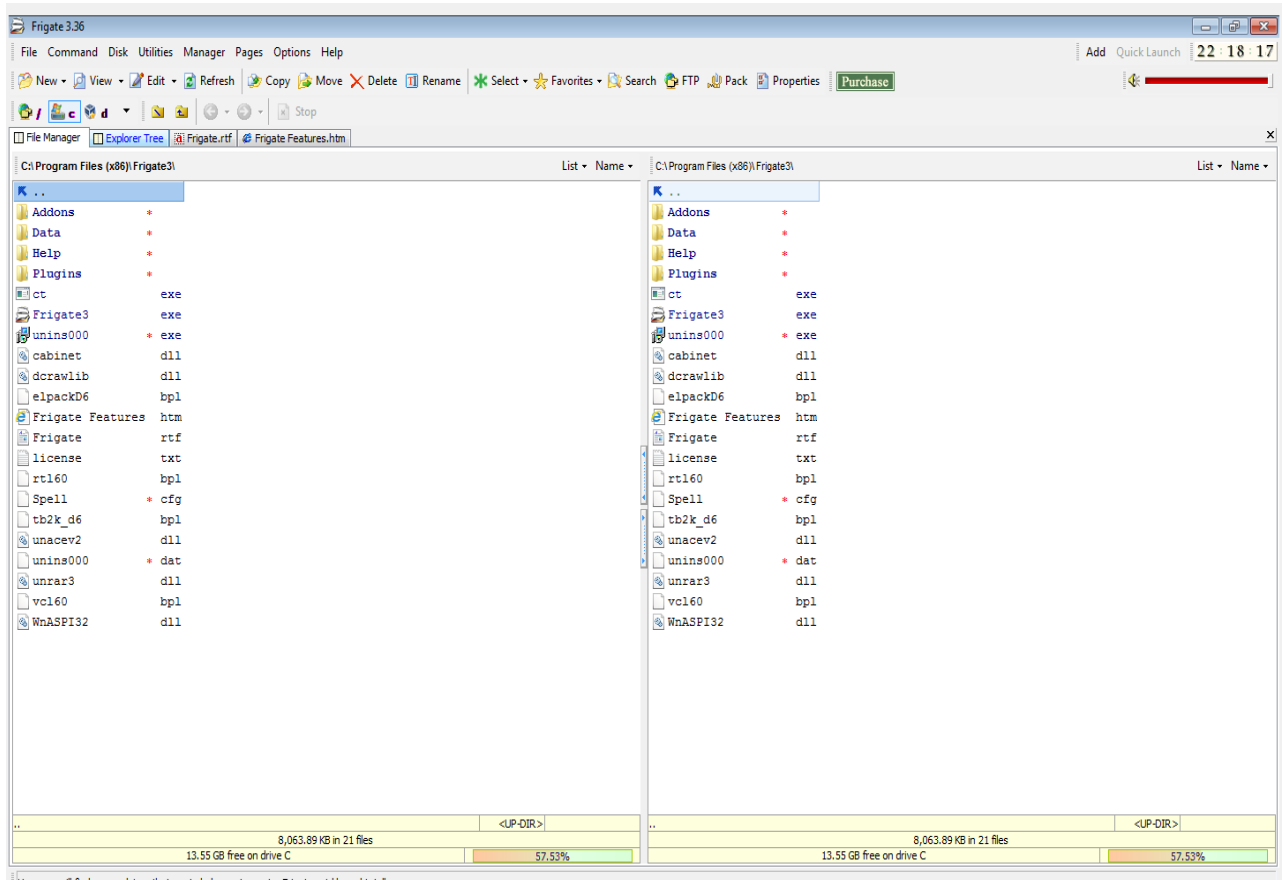 Frigate 3.36
File Command Disk Utilities Manager Pages Options Help Add Quick Launch 22:18:17
New View Edit Refresh Copy Move Delete Rename Select Favorites Search FTP Pack Properties Purchase
/ c d Stop
File Manager Explorer Tree Frigate.rtf Frigate Features.htm X
C:\Program Files (x86)\Frigate3\ List Name C:\Program Files (x86)\Frigate3\ List Name
.. ..
Addons * Addons *
Data * Data *
Help * Help *
Plugins * Plugins *
ct exe ct exe
Frigate3 exe Frigate3 exe
unins000 * exe unins000 * exe
cabinet dll cabinet dll
dcrawlib dll dcrawlib dll
elpackD6 bpl elpackD6 bpl
Frigate Features htm Frigate Features htm
Frigate rtf Frigate rtf
license txt license txt
rtl60 bpl rtl60 bpl
Spell * cfg Spell * cfg
tb2k_d6 bpl tb2k_d6 bpl
unacev2 dll unacev2 dll
unins000 * dat unins000 * dat
unrar3 dll unrar3 dll
vcl60 bpl vcl60 bpl
WnASPI32 dll WnASPI32 dll
.. <UP-DIR> .. <UP-DIR>
8,063.89 KB in 21 files 8,063.89 KB in 21 files
13.55 GB free on drive C 57.53% 13.55 GB free on drive C 57.53%